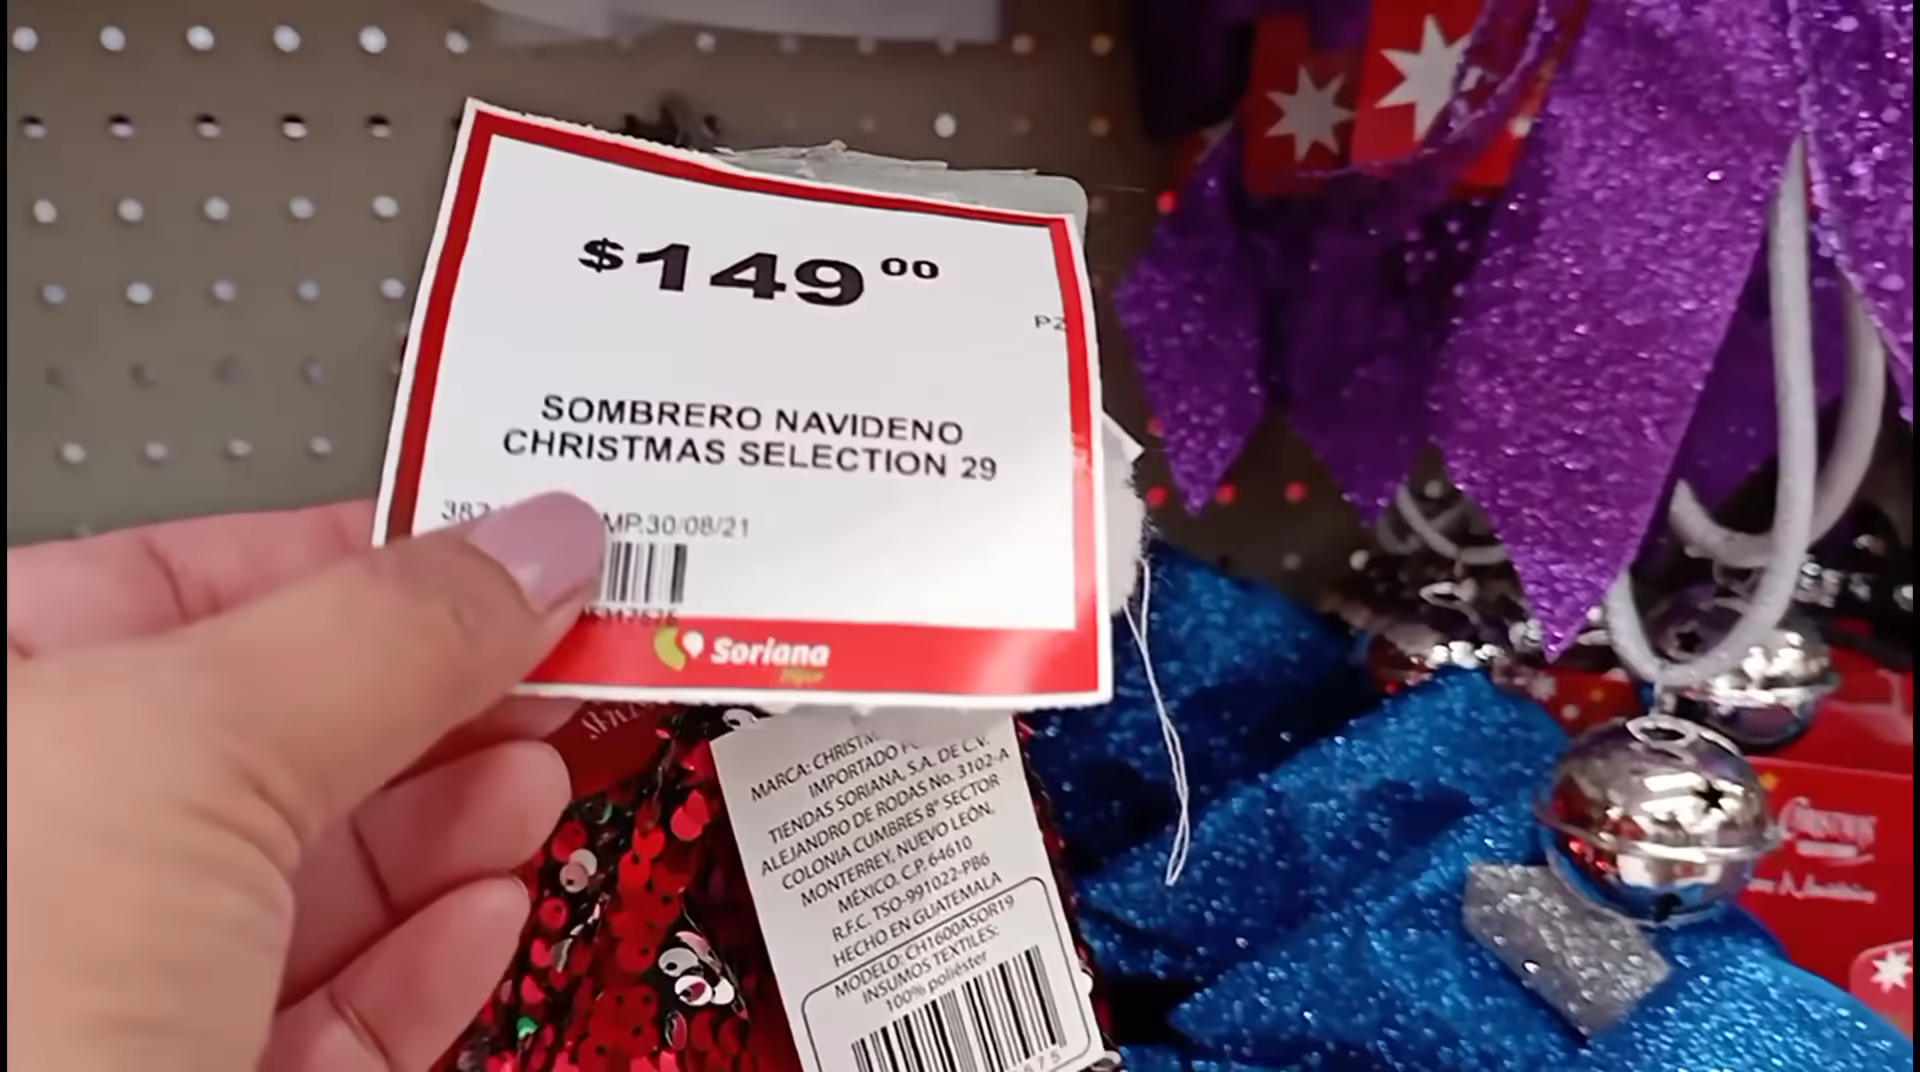 $149 00
PZ
SOMBRERO NAVIDENO
CHRISTMAS SELECTION 29
MP.30/08/21
Soriana
MARCA:
IMPORTADO
TIENDAS SORIANA, S.A. DE C.V.
ALEJANDRO DE RODAS No. 3102-A
COLONIA CUMBRES 8° SECTOR
MONTERREY, NUEVO LEÓN,
MÉXICO, C.P. 64610
R.F.C. TSO-991022-PB6
HECHO EN GUATEMALA
MODELO: CH1600ASOR19
INSUMOS TEXTILES:
100% poliéster